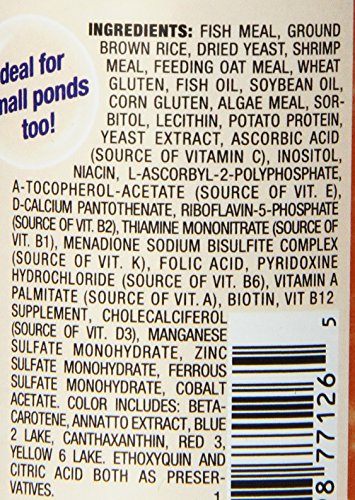 deal for
mall ponds
too!
INGREDIENTS: FISH MEAL, GROUND
BROWN RICE, DRIED YEAST, SHRIMP
MEAL, FEEDING OAT MEAL, WHEAT
GLUTEN, FISH OIL, SOYBEAN OIL,
CORN GLUTEN, ALGAE MEAL, SOR-
BITOL, LECITHIN, POTATO PROTEIN,
YEAST EXTRACT, ASCORBIC ACID
(SOURCE OF VITAMIN C), INOSITOL,
NIACIN, L-ASCORBYL-2-POLYPHOSPHATE,
A-TOCOPHEROL-ACETATE (SOURCE OF VIT. E),
D-CALCIUM PANTOTHENATE, RIBOFLAVIN-5-PHOSPHATE
(SOURCE OF VIT. B2), THIAMINE MONONITRATE (SOURCE OF
VIT. B1), MENADIONE SODIUM BISULFITE COMPLEX
(SOURCE OF VIT. K), FOLIC ACID, PYRIDOXINE
HYDROCHLORIDE (SOURCE OF VIT. B6), VITAMIN A
PALMITATE (SOURCE OF VIT. A), BIOTIN, VIT B12
SUPPLEMENT, CHOLECALCIFEROL
(SOURCE OF VIT. D3), MANGANESE
SULFATE MONOHYDRATE, ZINC
SULFATE MONOHYDRATE, FERROUS
SULFATE MONOHYDRATE, COBALT
ACETATE. COLOR INCLUDES: BETA-
CAROTENE, ANNATTO EXTRACT, BLUE
2 LAKE, CANTHAXANTHIN, RED 3,
YELLOW 6 LAKE. ETHOXYQUIN AND
CITRIC ACID BOTH AS PRESER-
VATIVES.
1
98 77126 5